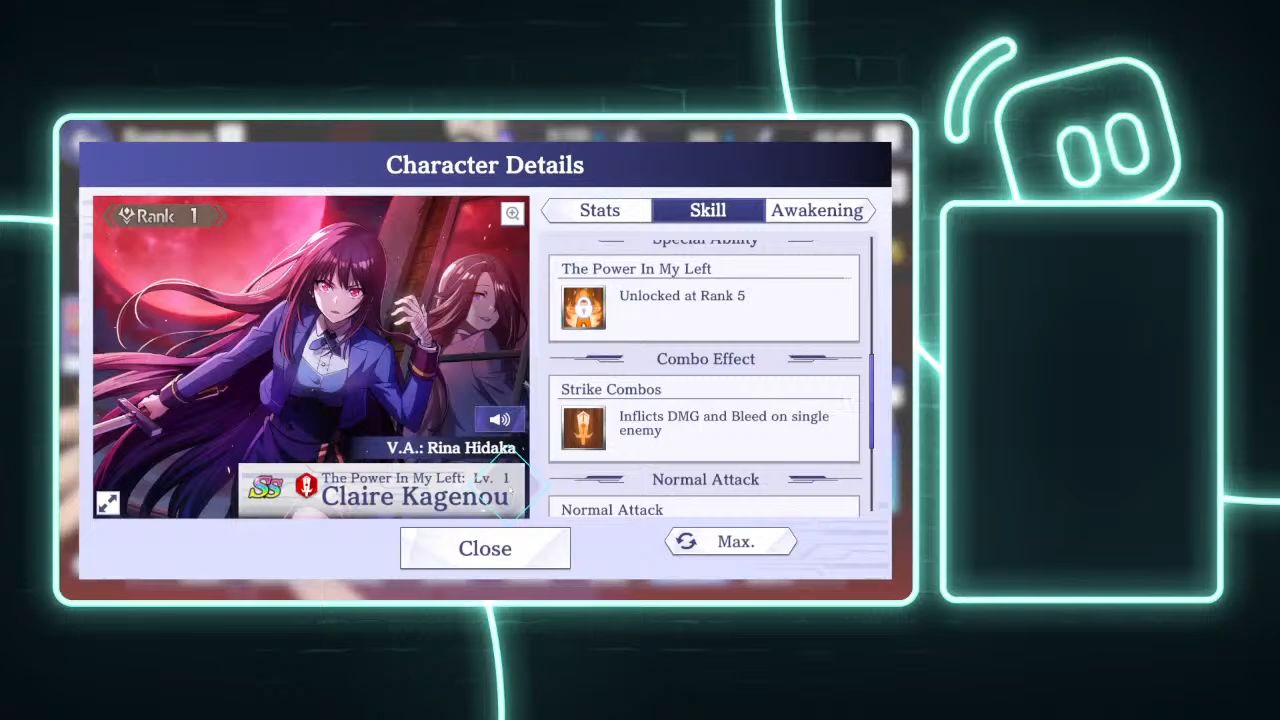 Character Details
Rank 1
Stats
Skill
Awakening
Special Ability
The Power In My Left
Unlocked at Rank 5
Combo Effect
Strike Combos
Inflicts DMG and Bleed on single
enemy
Normal Attack
Normal Attack
V.A.: Rina Hidaka
SS
The Power In My Left: Lv. 1
Claire Kagenou
Close
Max.